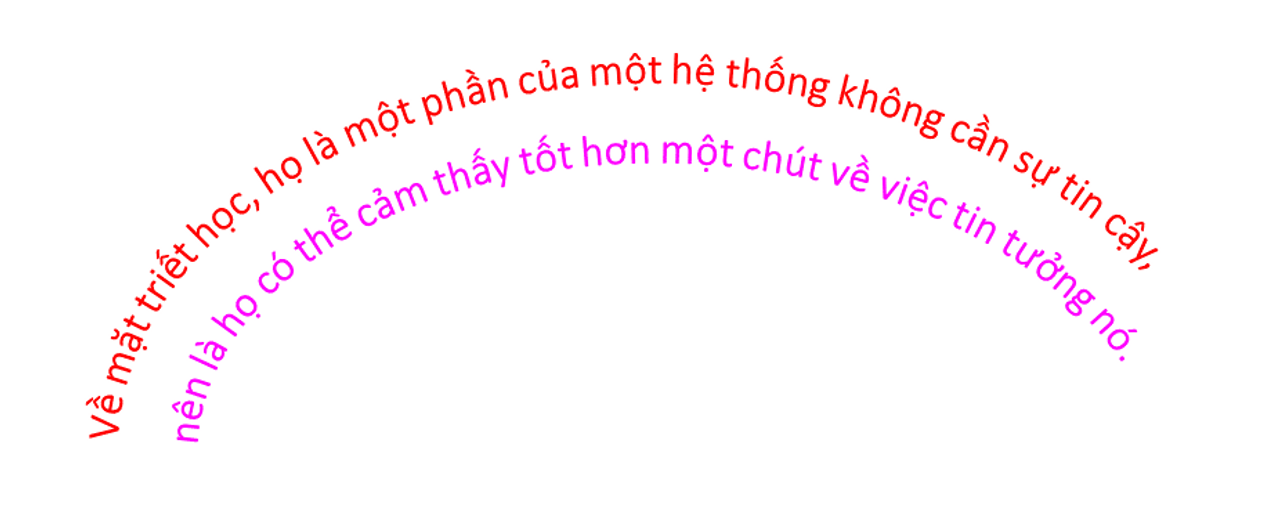 Về mặt triết học, họ là một phần của một hệ thống không cần sự tin cậy,
nên là họ có thể cảm thấy tốt hơn một chút về việc tin tưởng nó.